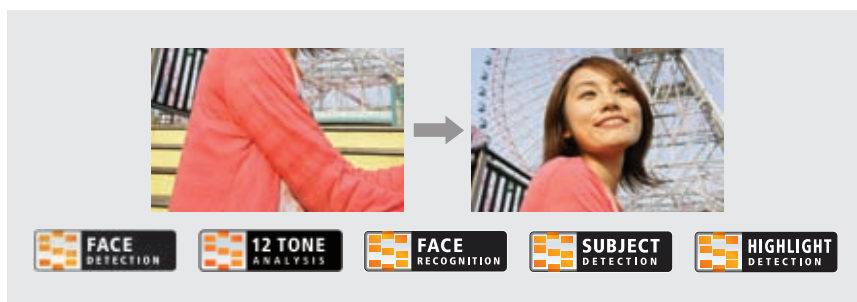 FACE
DETECTION
12 TONE
ANALYSIS
FACE
RECOGNITION
SUBJECT
DETECTION
HIGHLIGHT
DETECTION